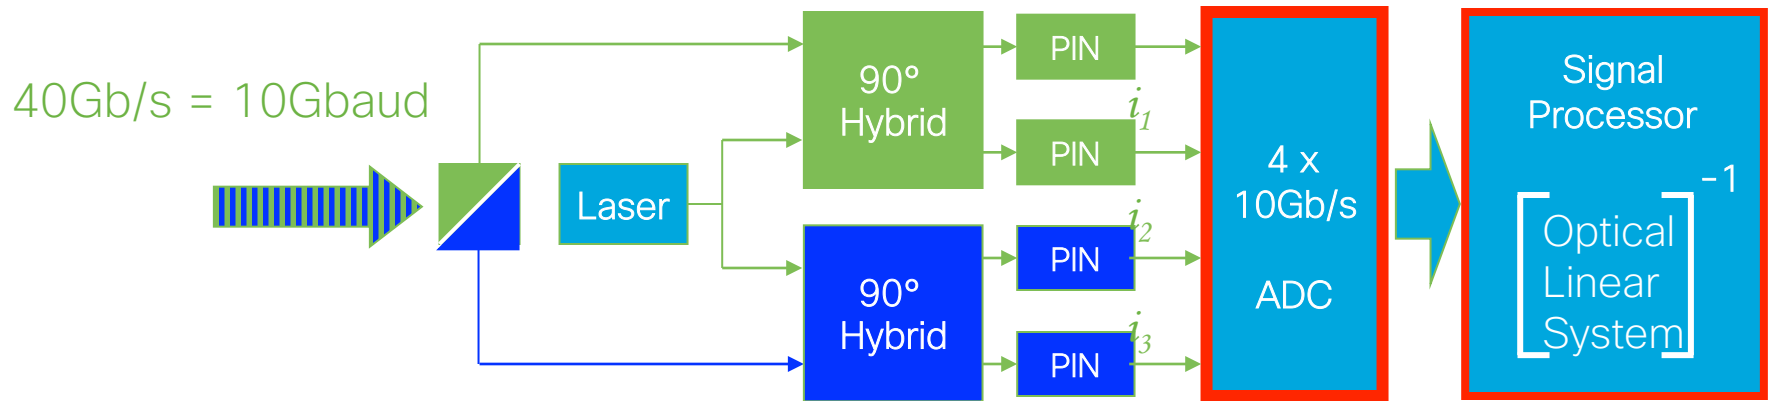 40Gb/s = 10Gbaud
Laser
90°
Hybrid
90°
Hybrid
PIN
i1
PIN
i2
PIN
i3
PIN
4 x
10Gb/s
ADC
Signal
Processor
-1
Optical
Linear
System